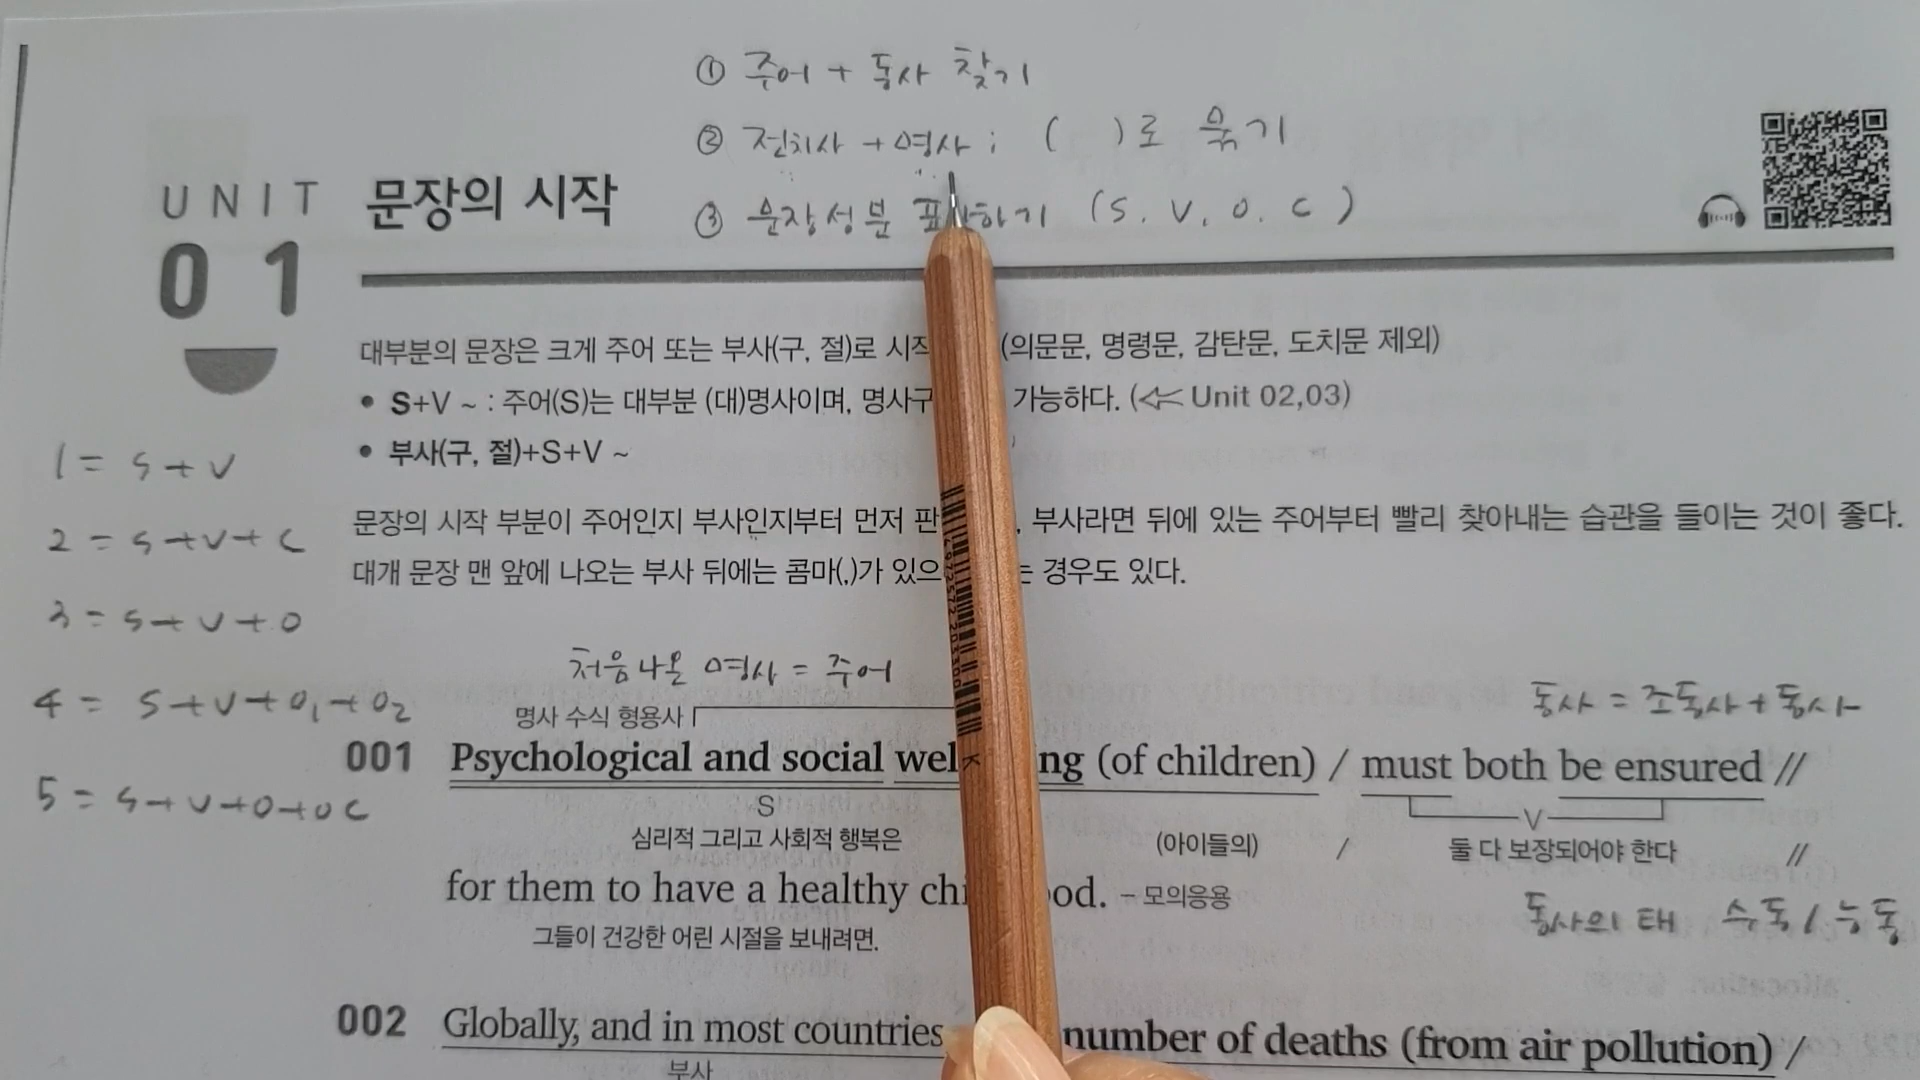 ① 주어 + 동사 찾기
② 전치사 + 명사 ; ( )로 묶기
③ 문장성분 하기 (S. V. O. C)
UNIT 01 문장의 시작
대부분의 문장은 크게 주어 또는 부사(구, 절)로 (의문문, 명령문, 감탄문, 도치문 제외)
• S+V ~ : 주어(S)는 대부분 (대)명사이며, 가능하다. (Unit 02,03)
• 부사(구, 절)+S+V ~
1 = S+V
2 = S+V+C
3 = S+V+O
4 = S+V+O₁+O₂
5 = S+V+O+OC
문장의 시작 부분이 주어인지 부사인지부터 먼저 부사라면 뒤에 있는 주어부터 빨리 찾아내는 습관을 들이는 것이 좋다.
대개 문장 맨 앞에 나오는 부사 뒤에는 콤마(,)가 경우도 있다.
처음나온 명사 = 주어
동사 = 조동사 + 동사
명사 수식 형용사
001 Psychological and social (of children) / must both be ensured //
S V
심리적 그리고 사회적 행복은 (아이들의) / 둘 다 보장되어야 한다 //
for them to have a healthy – 모의응용
그들이 건강한 어린 시절을 보내려면.
동사의 태 수동/능동
002 Globally, and in most countries number of deaths (from air pollution) /
부사
4972572203300
K